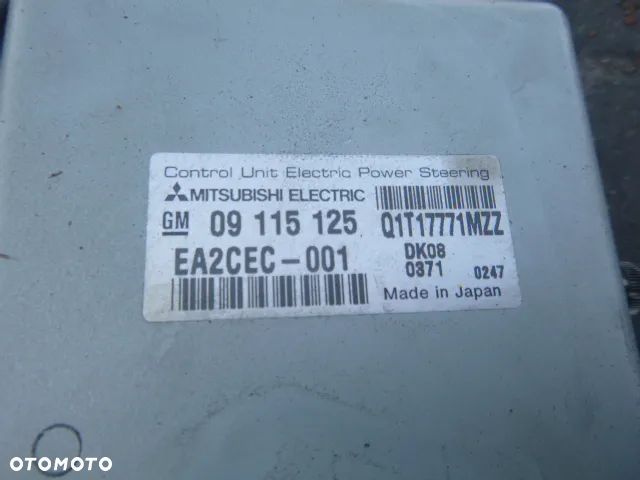 Control Unit Electric Power Steering
MITSUBISHI ELECTRIC
GM 09 115 125 Q1T17771MZZ
EA2CEC-001 DK08
0371 0247
Made in Japan
OTOMOTO